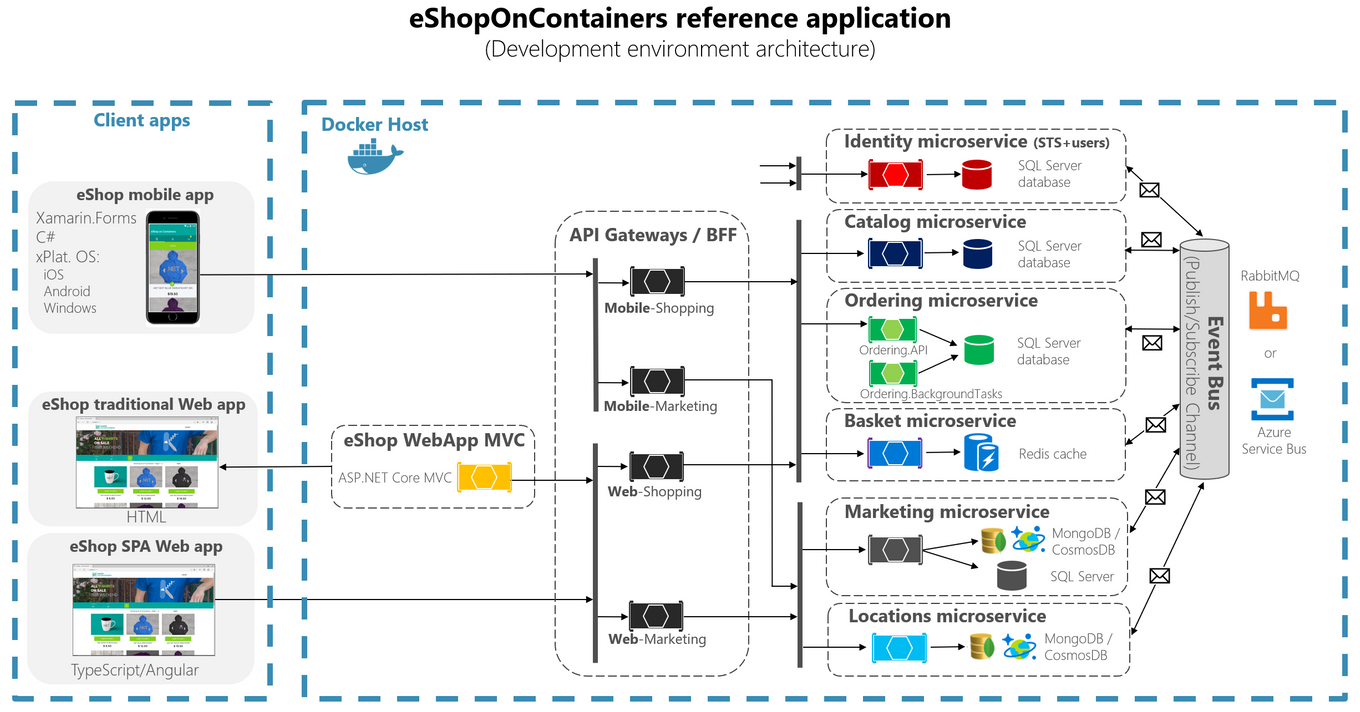 eShopOnContainers reference application
(Development environment architecture)
Client apps
eShop mobile app
Xamarin.Forms
C#
xPlat. OS:
iOS
Android
Windows
eShop traditional Web app
HTML
eShop SPA Web app
TypeScript/Angular
Docker Host
eShop WebApp MVC
ASP.NET Core MVC
API Gateways / BFF
Mobile-Shopping
Mobile-Marketing
Web-Shopping
Web-Marketing
Identity microservice (STS+users)
SQL Server
database
Catalog microservice
SQL Server
database
Ordering microservice
Ordering.API
SQL Server
database
Ordering.BackgroundTasks
Basket microservice
Redis cache
Marketing microservice
MongoDB /
CosmosDB
SQL Server
Locations microservice
MongoDB /
CosmosDB
Event Bus
(Publish/Subscribe Channel)
RabbitMQ
or
Azure
Service Bus